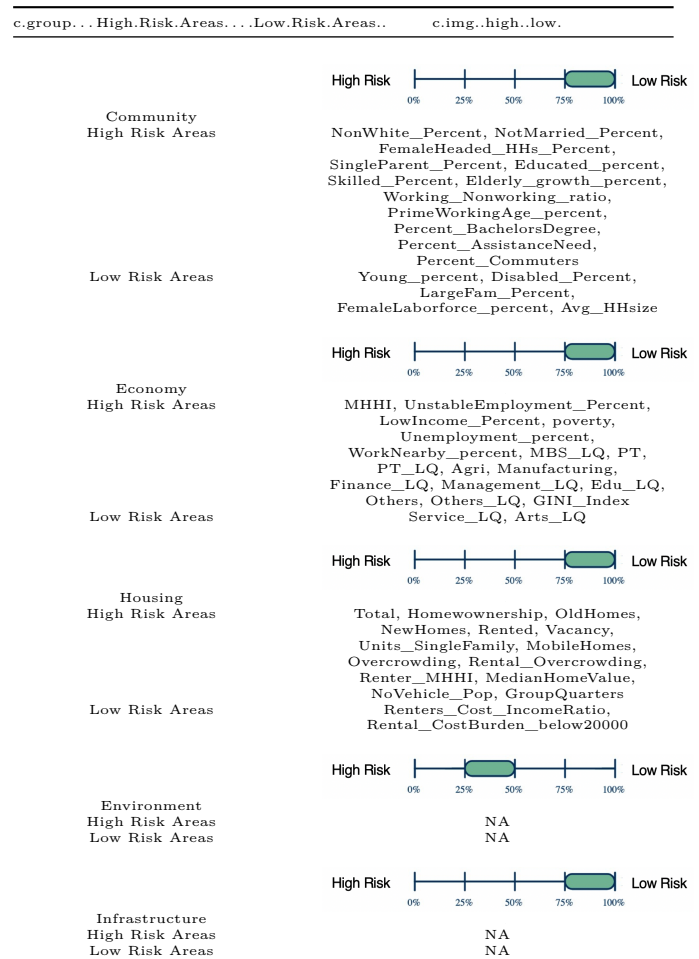 c.group...High.Risk.Areas....Low.Risk.Areas.. c.img..high..low.
High Risk Low Risk
0% 25% 50% 75% 100%
Community
High Risk Areas NonWhite_Percent, NotMarried_Percent,
FemaleHeaded_HHs_Percent,
SingleParent_Percent, Educated_percent,
Skilled_Percent, Elderly_growth_percent,
Working_Nonworking_ratio,
PrimeWorkingAge_percent,
Percent_BachelorsDegree,
Percent_AssistanceNeed,
Percent_Commuters
Low Risk Areas Young_percent, Disabled_Percent,
LargeFam_Percent,
FemaleLaborforce_percent, Avg_HHsize
High Risk Low Risk
0% 25% 50% 75% 100%
Economy
High Risk Areas MHHI, UnstableEmployment_Percent,
LowIncome_Percent, poverty,
Unemployment_percent,
WorkNearby_percent, MBS_LQ, PT,
PT_LQ, Agri, Manufacturing,
Finance_LQ, Management_LQ, Edu_LQ,
Others, Others_LQ, GINI_Index
Low Risk Areas Service_LQ, Arts_LQ
High Risk Low Risk
0% 25% 50% 75% 100%
Housing
High Risk Areas Total, Homewownership, OldHomes,
NewHomes, Rented, Vacancy,
Units_SingleFamily, MobileHomes,
Overcrowding, Rental_Overcrowding,
Renter_MHHI, MedianHomeValue,
NoVehicle_Pop, GroupQuarters
Low Risk Areas Renters_Cost_IncomeRatio,
Rental_CostBurden_below20000
High Risk Low Risk
0% 25% 50% 75% 100%
Environment
High Risk Areas NA
Low Risk Areas NA
High Risk Low Risk
0% 25% 50% 75% 100%
Infrastructure
High Risk Areas NA
Low Risk Areas NA